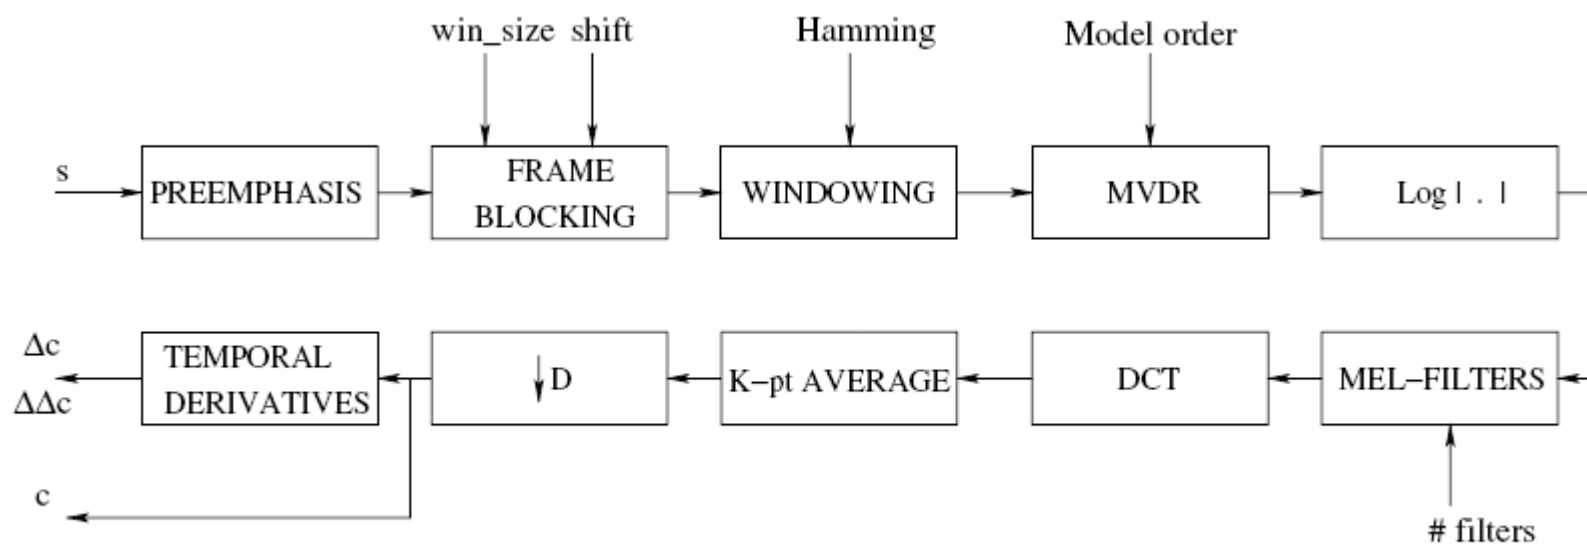 win_size shift
Hamming
Model order
s
PREEMPHASIS
FRAME
BLOCKING
WINDOWING
MVDR
Log | . |
Δc
ΔΔc
TEMPORAL
DERIVATIVES
↓D
K-pt AVERAGE
DCT
MEL-FILTERS
c
# filters